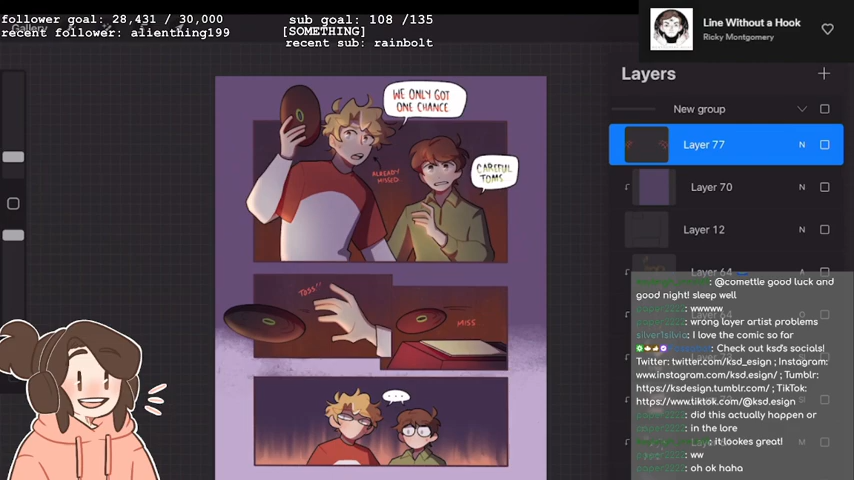 follower goal: 28,431 / 30,000
sub goal: 108 /135
recent follower: alienthing199
[SOMETHING]
recent sub: rainbolt
Line Without a Hook
Ricky Montgomery
Layers
New group
Layer 77
N
Layer 70
N
Layer 12
N
Layer 64
WE ONLY GOT
ONE CHANCE
ALREADY
MISSED
CAREFUL
TOMS
TOSS!!
MISS
...
: @comettle good luck and
good night! sleep well
: wwwww
: wrong layer artist problems
silver1silvia: I love the comic so far
: Check out ksd's socials!
Twitter: twitter.com/ksd_esign ; Instagram:
www.instagram.com/ksd.esign/ ; Tumblr:
https://ksdesign.tumblr.com/ ; TikTok:
https://www.tiktok.com/@ksd.esign
: did this actually happen or
: in the lore
: it lookes great!
: ww
: oh ok haha